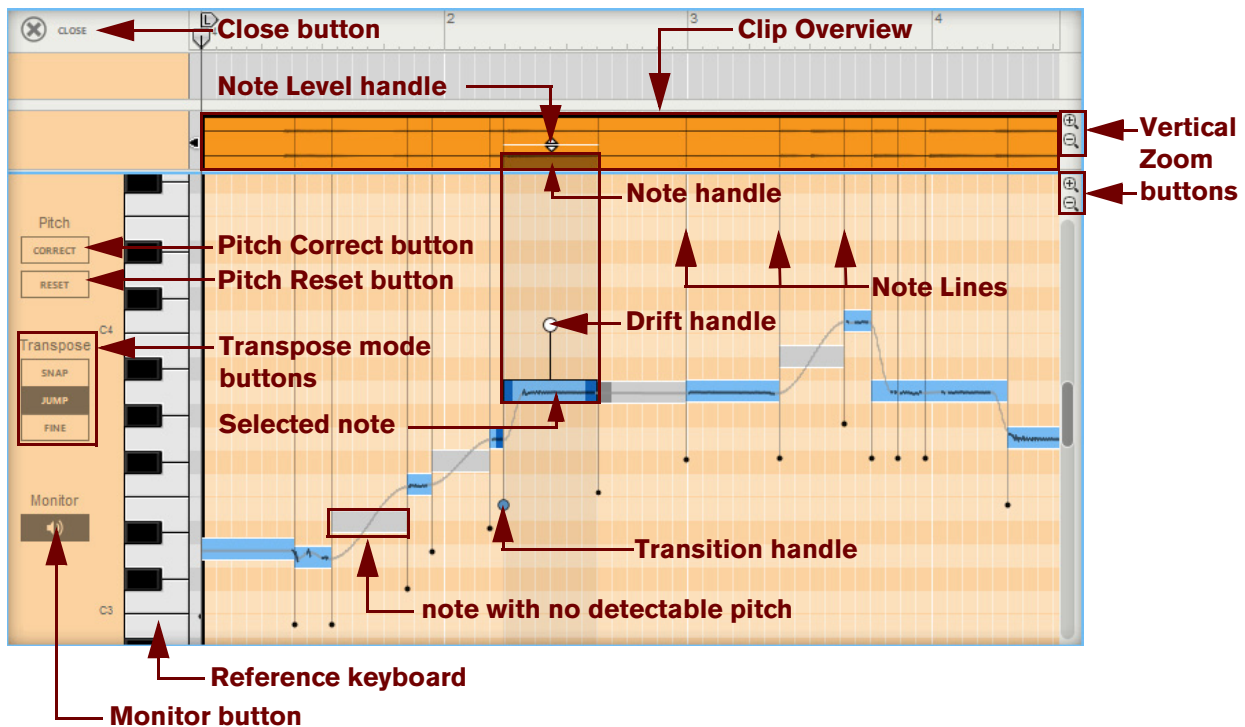 CLOSE
Close button
L
2
3
4
Clip Overview
Note Level handle
Vertical
Zoom
buttons
Note handle
Pitch
CORRECT
Pitch Correct button
RESET
Pitch Reset button
Note Lines
C4
Drift handle
Transpose
Transpose mode
buttons
SNAP
JUMP
FINE
Selected note
Monitor
Transition handle
note with no detectable pitch
C3
Reference keyboard
Monitor button